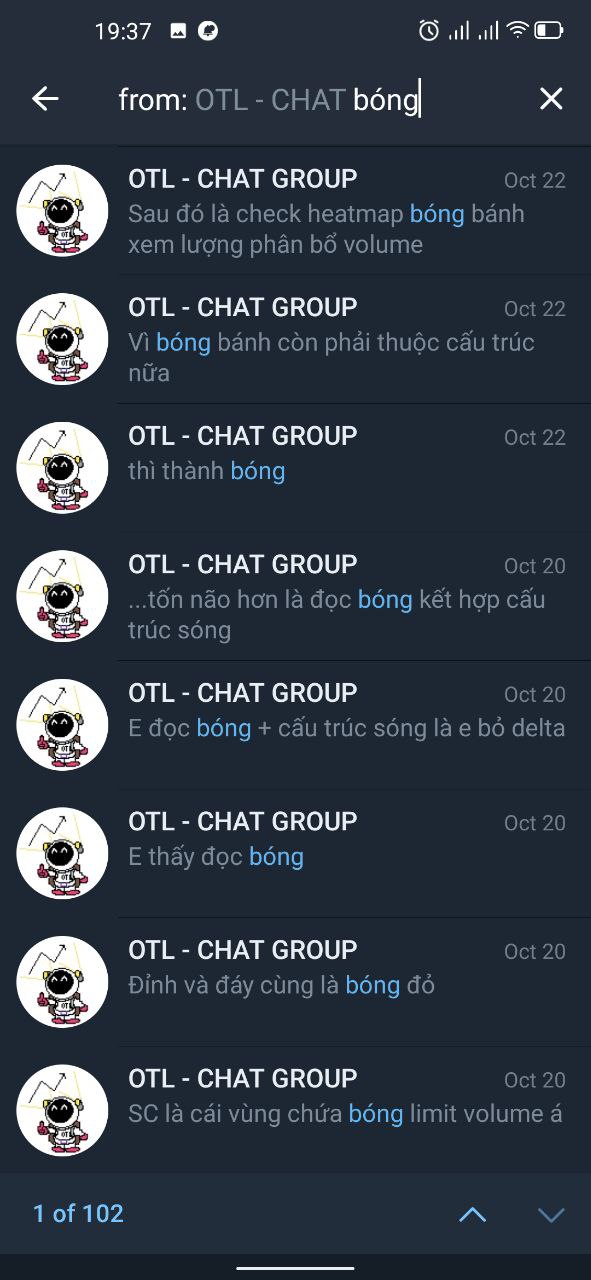 19:37
from: OTL - CHAT bóng
OTL - CHAT GROUP
Oct 22
Sau đó là check heatmap bóng bánh
xem lượng phân bổ volume
OTL - CHAT GROUP
Oct 22
Vì bóng bánh còn phải thuộc cấu trúc
nữa
OTL - CHAT GROUP
Oct 22
thì thành bóng
OTL - CHAT GROUP
Oct 20
...tốn não hơn là đọc bóng kết hợp cấu
trúc sóng
OTL - CHAT GROUP
Oct 20
E đọc bóng + cấu trúc sóng là e bỏ delta
OTL - CHAT GROUP
Oct 20
E thấy đọc bóng
OTL - CHAT GROUP
Oct 20
Đỉnh và đáy cùng là bóng đỏ
OTL - CHAT GROUP
Oct 20
SC là cái vùng chứa bóng limit volume á
1 of 102